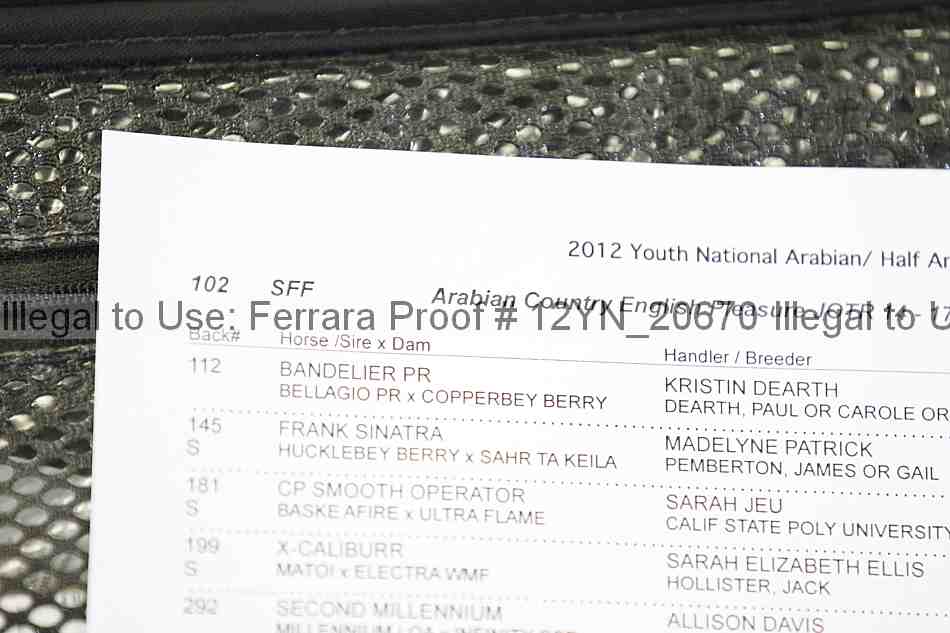 2012 Youth National Arabian/ Half Ar
102 SFF Arabian Country English Pleasure JOTR 14 - 17
Illegal to Use: Ferrara Proof # 12YN_20670 Illegal to U
Back# Horse /Sire x Dam Handler / Breeder
112 BANDELIER PR KRISTIN DEARTH
BELLAGIO PR x COPPERBEY BERRY DEARTH, PAUL OR CAROLE OR
145 FRANK SINATRA MADELYNE PATRICK
S HUCKLEBEY BERRY x SAHR TA KEILA PEMBERTON, JAMES OR GAIL
181 CP SMOOTH OPERATOR SARAH JEU
S BASKE AFIRE x ULTRA FLAME CALIF STATE POLY UNIVERSITY
199 X-CALIBURR SARAH ELIZABETH ELLIS
S MATOI x ELECTRA WMF HOLLISTER, JACK
292 SECOND MILLENNIUM ALLISON DAVIS
MILLENNIUM LOA x INFINITY